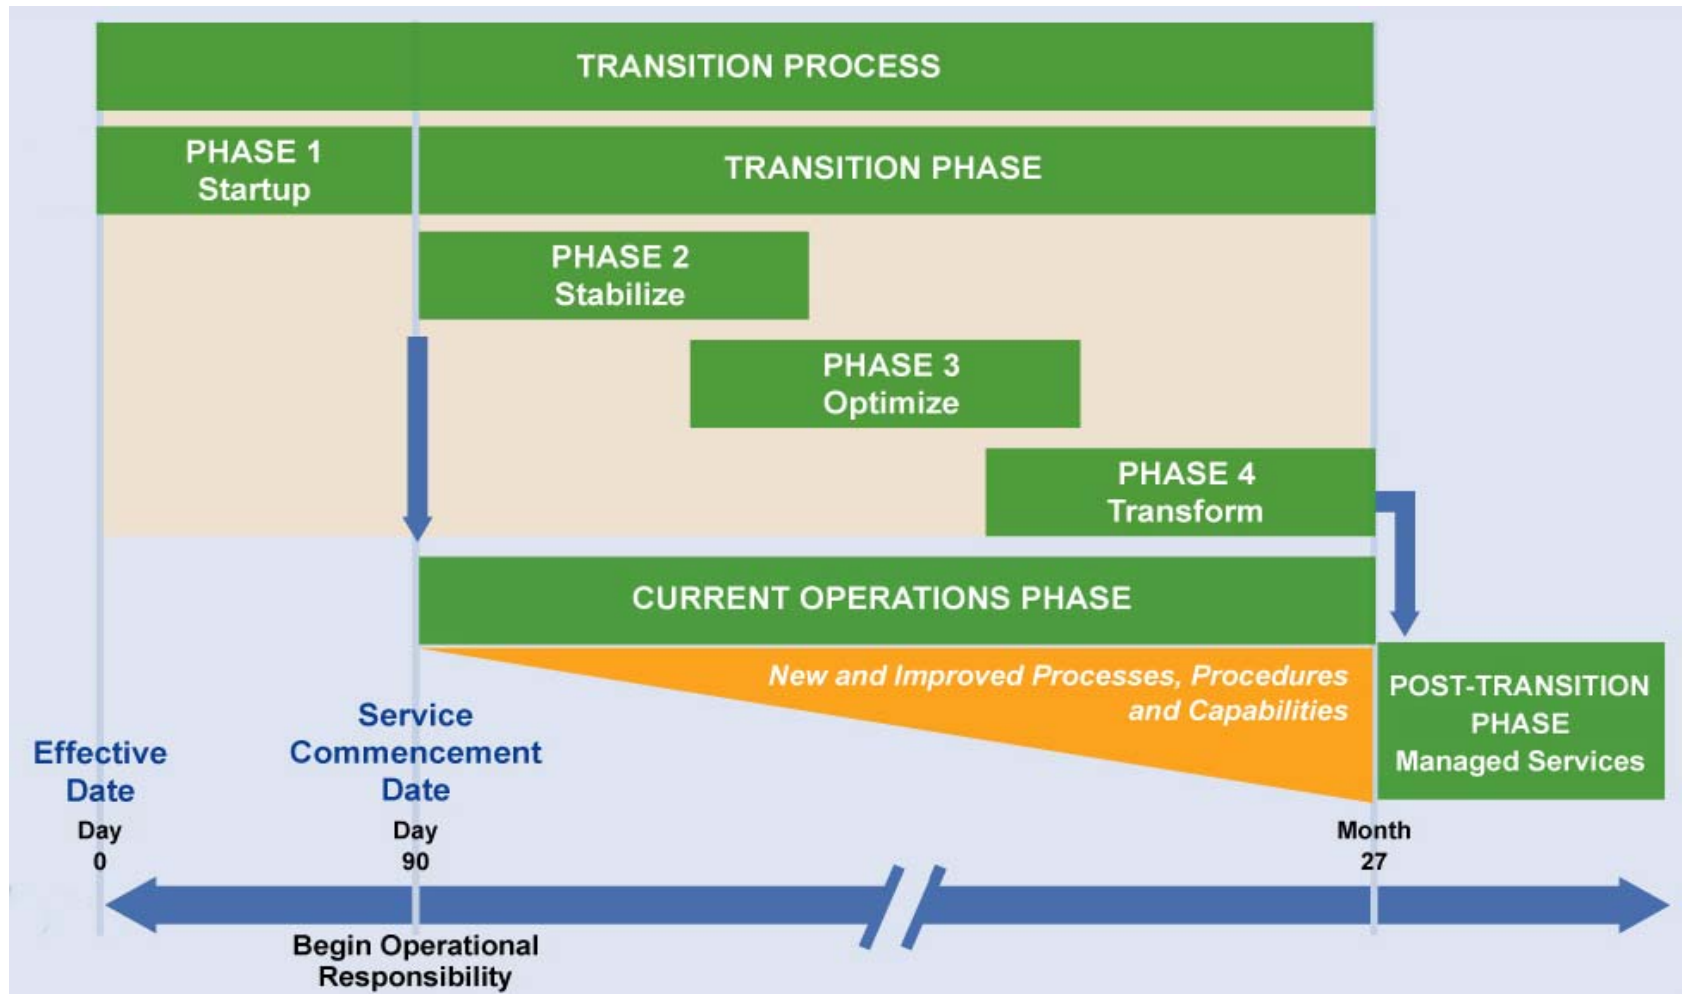 TRANSITION PROCESS
PHASE 1
Startup
TRANSITION PHASE
PHASE 2
Stabilize
PHASE 3
Optimize
PHASE 4
Transform
CURRENT OPERATIONS PHASE
New and Improved Processes, Procedures
and Capabilities
POST-TRANSITION
PHASE
Managed Services
Effective
Date
Day
0
Service
Commencement
Date
Day
90
Month
27
Begin Operational
Responsibility